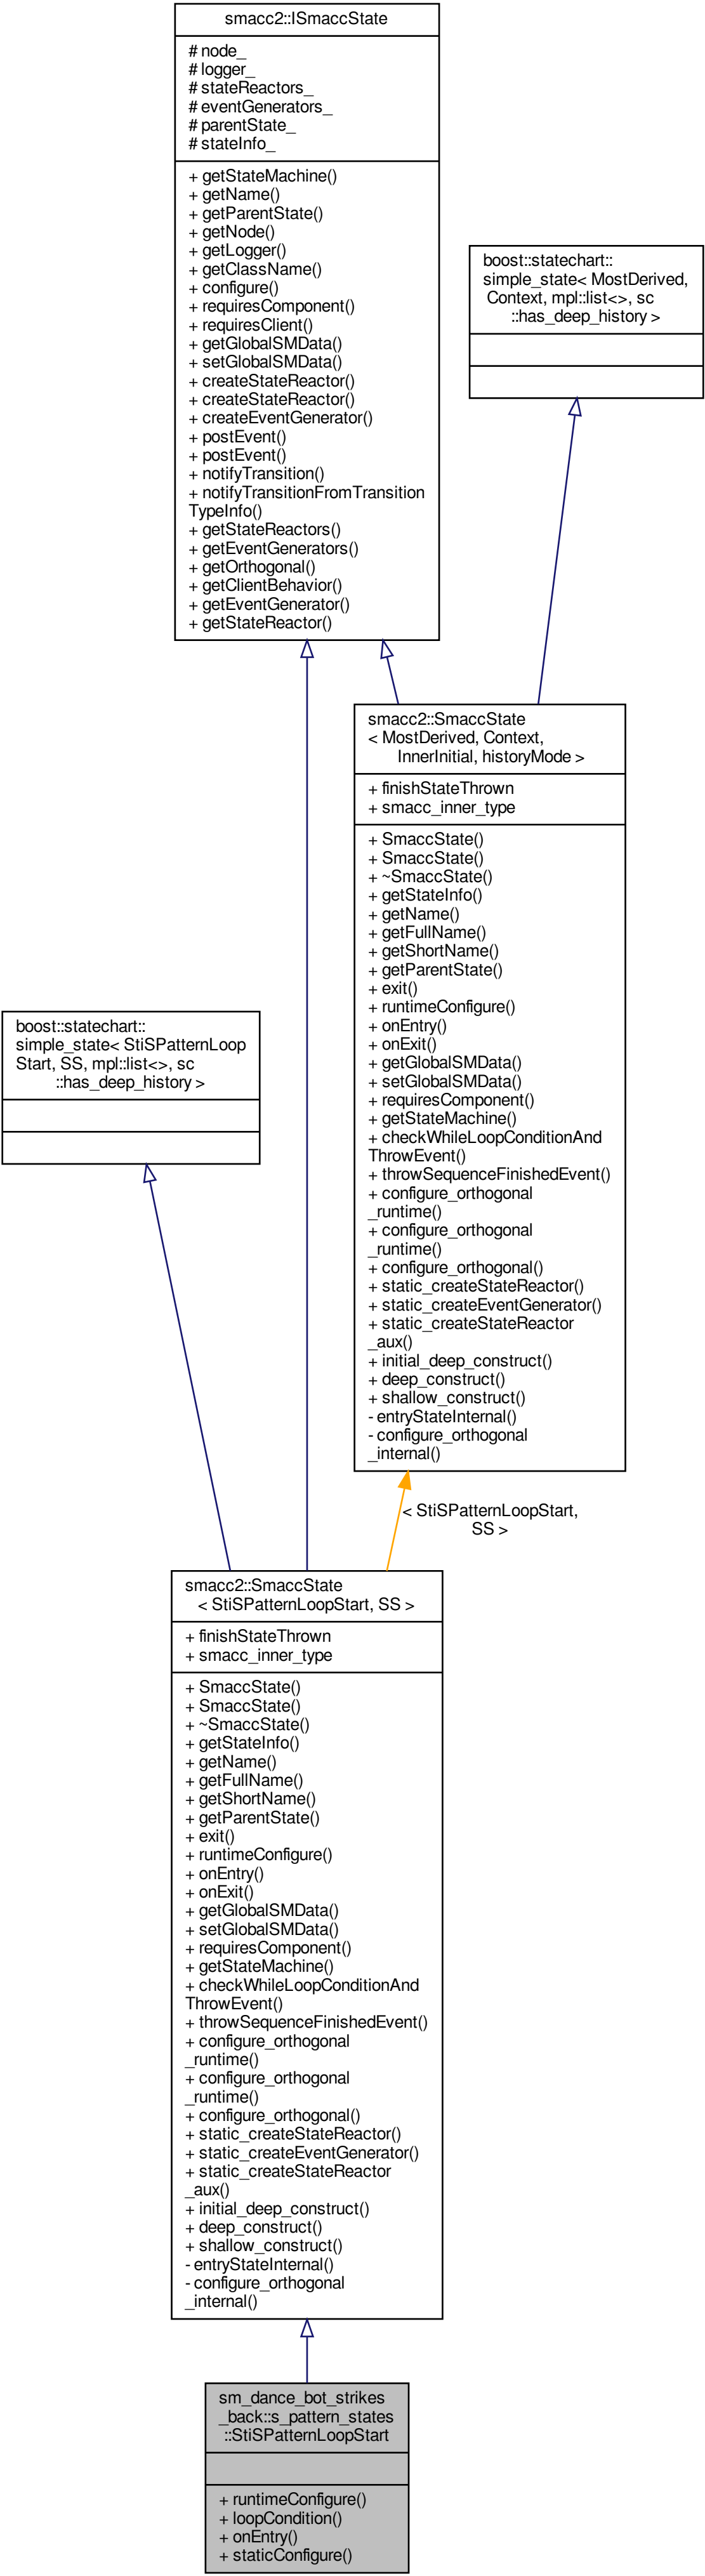 smacc2::ISmaccState
# node_
# logger_
# stateReactors_
# eventGenerators_
# parentState_
# stateInfo_
+ getStateMachine()
+ getName()
+ getParentState()
+ getNode()
+ getLogger()
+ getClassName()
+ configure()
+ requiresComponent()
+ requiresClient()
+ getGlobalSMData()
+ setGlobalSMData()
+ createStateReactor()
+ createStateReactor()
+ createEventGenerator()
+ postEvent()
+ postEvent()
+ notifyTransition()
+ notifyTransitionFromTransition
TypeInfo()
+ getStateReactors()
+ getEventGenerators()
+ getOrthogonal()
+ getClientBehavior()
+ getEventGenerator()
+ getStateReactor()
boost::statechart::
simple_state< MostDerived,
Context, mpl::list<>, sc
::has_deep_history >
smacc2::SmaccState
< MostDerived, Context,
InnerInitial, historyMode >
+ finishStateThrown
+ smacc_inner_type
+ SmaccState()
+ SmaccState()
+ ~SmaccState()
+ getStateInfo()
+ getName()
+ getFullName()
+ getShortName()
+ getParentState()
+ exit()
+ runtimeConfigure()
+ onEntry()
+ onExit()
+ getGlobalSMData()
+ setGlobalSMData()
+ requiresComponent()
+ getStateMachine()
+ checkWhileLoopConditionAnd
ThrowEvent()
+ throwSequenceFinishedEvent()
+ configure_orthogonal
_runtime()
+ configure_orthogonal
_runtime()
+ configure_orthogonal()
+ static_createStateReactor()
+ static_createEventGenerator()
+ static_createStateReactor
_aux()
+ initial_deep_construct()
+ deep_construct()
+ shallow_construct()
- entryStateInternal()
- configure_orthogonal
_internal()
boost::statechart::
simple_state< StiSPatternLoop
Start, SS, mpl::list<>, sc
::has_deep_history >
< StiSPatternLoopStart,
SS >
smacc2::SmaccState
< StiSPatternLoopStart, SS >
+ finishStateThrown
+ smacc_inner_type
+ SmaccState()
+ SmaccState()
+ ~SmaccState()
+ getStateInfo()
+ getName()
+ getFullName()
+ getShortName()
+ getParentState()
+ exit()
+ runtimeConfigure()
+ onEntry()
+ onExit()
+ getGlobalSMData()
+ setGlobalSMData()
+ requiresComponent()
+ getStateMachine()
+ checkWhileLoopConditionAnd
ThrowEvent()
+ throwSequenceFinishedEvent()
+ configure_orthogonal
_runtime()
+ configure_orthogonal
_runtime()
+ configure_orthogonal()
+ static_createStateReactor()
+ static_createEventGenerator()
+ static_createStateReactor
_aux()
+ initial_deep_construct()
+ deep_construct()
+ shallow_construct()
- entryStateInternal()
- configure_orthogonal
_internal()
sm_dance_bot_strikes
_back::s_pattern_states
::StiSPatternLoopStart
+ runtimeConfigure()
+ loopCondition()
+ onEntry()
+ staticConfigure()